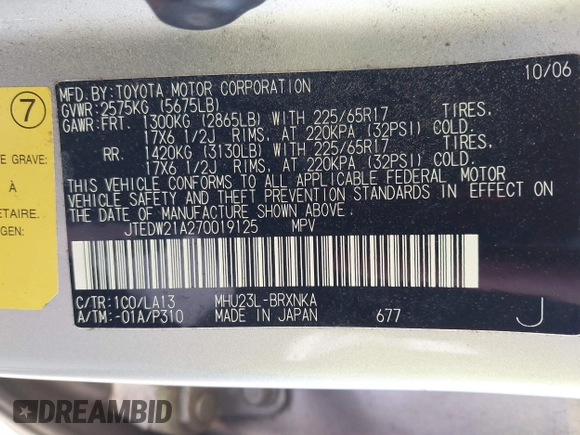 10/06
MFD. BY: TOYOTA MOTOR CORPORATION
GVWR: 2575KG (5675LB)
GAWR: FRT. 1300KG (2865LB) WITH 225/65R17 TIRES,
17X6 1/2J RIMS, AT 220KPA (32PSI) COLD.
RR. 1420KG (3130LB) WITH 225/65R17 TIRES,
17X6 1/2J RIMS, AT 220KPA (32PSI) COLD.
THIS VEHICLE CONFORMS TO ALL APPLICABLE FEDERAL MOTOR
VEHICLE SAFETY AND THEFT PREVENTION STANDARDS IN EFFECT ON
THE DATE OF MANUFACTURE SHOWN ABOVE.
JTEDW21A270019125 MPV
C/TR: 1C0/LA13 MHU23L-BRXNKA
A/TM: -01A/P310 MADE IN JAPAN 677 J
7
E GRAVE:
À
ETAIRE.
GEN:
DREAMBID